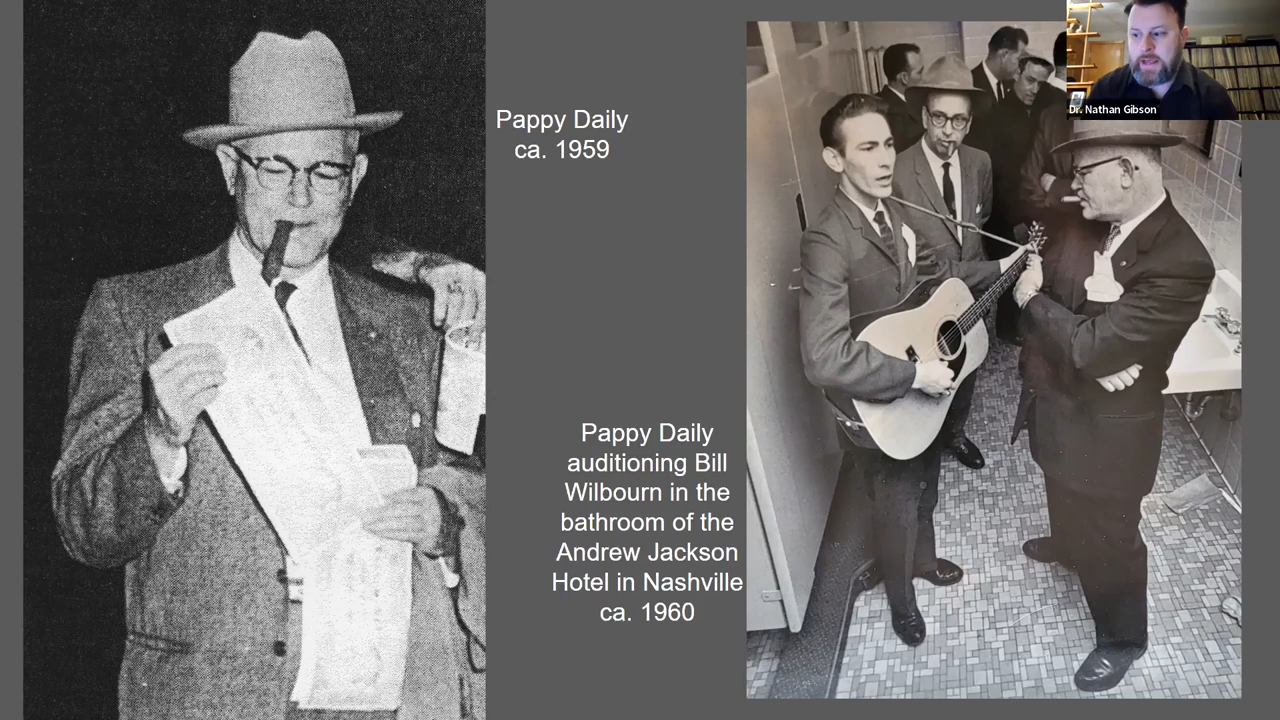 Pappy Daily
ca. 1959
Dr. Nathan Gibson
Pappy Daily
auditioning Bill
Wilbourn in the
bathroom of the
Andrew Jackson
Hotel in Nashville
ca. 1960